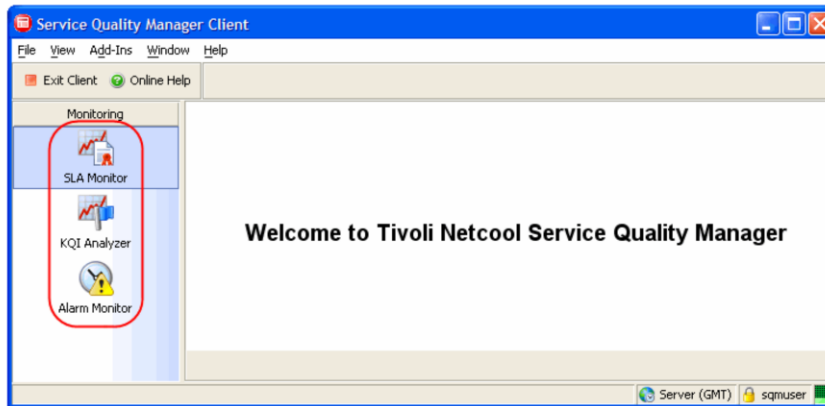 Service Quality Manager Client
File View Add-Ins Window Help
Exit Client Online Help
Monitoring
SLA Monitor
KQI Analyzer
Alarm Monitor
Welcome to Tivoli Netcool Service Quality Manager
Server (GMT) sqmuser